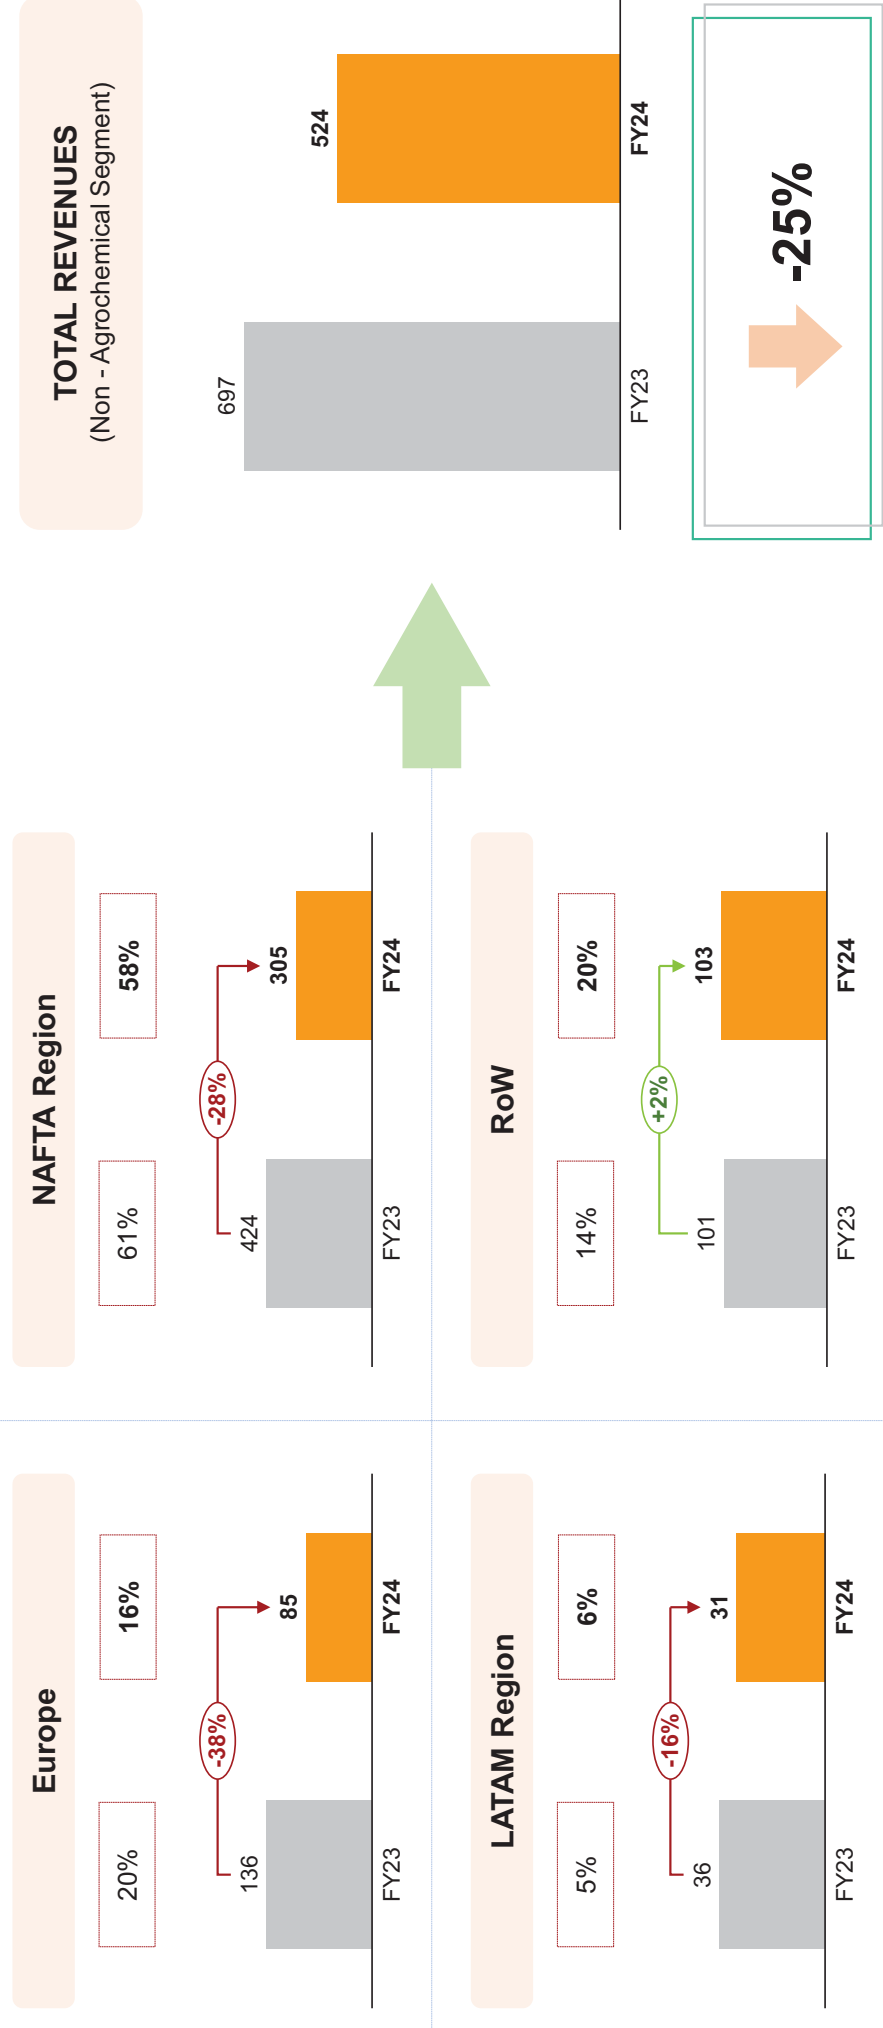 Europe
20%
16%
-38%
136
85
FY23
FY24
NAFTA Region
61%
58%
-28%
424
305
FY23
FY24
LATAM Region
5%
6%
-16%
36
31
FY23
FY24
RoW
14%
20%
+2%
101
103
FY23
FY24
TOTAL REVENUES
(Non - Agrochemical Segment)
697
524
FY23
FY24
-25%